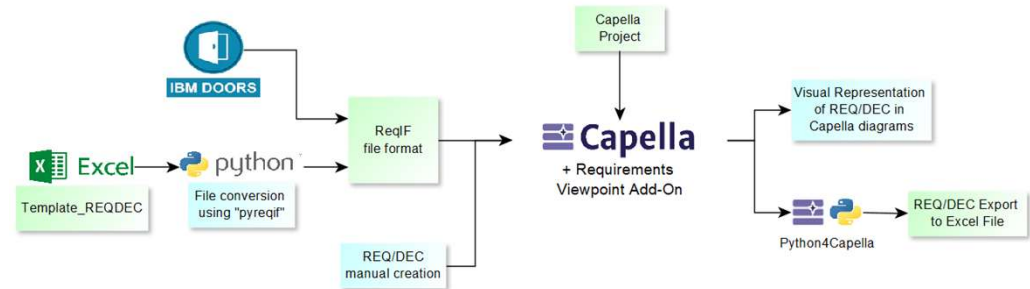 IBM DOORS
Excel
Template_REQDEC
python
File conversion
using "pyreqif"
ReqIF
file format
REQ/DEC
manual creation
Capella
Project
Capella
+ Requirements
Viewpoint Add-On
Visual Representation
of REQ/DEC in
Capella diagrams
Python4Capella
REQ/DEC Export
to Excel File